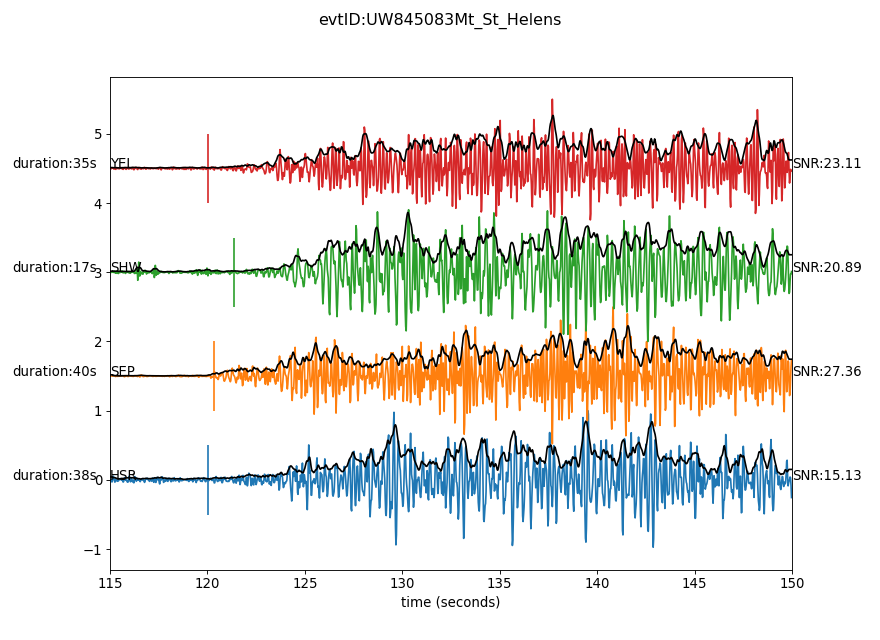 evtID:UW845083Mt_St_Helens
5
duration:35s YEL SNR:23.11
4
duration:17s SHW SNR:20.89
3
2
duration:40s SEP SNR:27.36
1
duration:38s HSR SNR:15.13
0
−1
115 120 125 130 135 140 145 150
time (seconds)